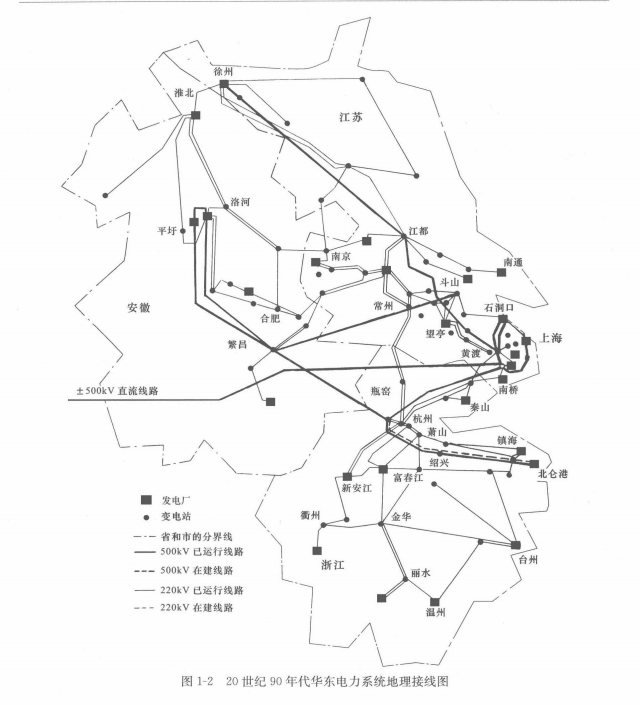 徐州
淮北
江苏
洛河
平圩
江都
南京
南通
斗山
安徽
常州
石洞口
合肥
望亭
上海
繁昌
黄渡
±500kV 直流线路
瓶窑
南桥
秦山
杭州
萧山
镇海
绍兴
北仑港
新安江
富春江
发电厂
变电站
衢州
金华
省和市的分界线
500kV 已运行线路
浙江
台州
500kV 在建线路
丽水
220kV 已运行线路
220kV 在建线路
温州
图 1-2 20 世纪 90 年代华东电力系统地理接线图